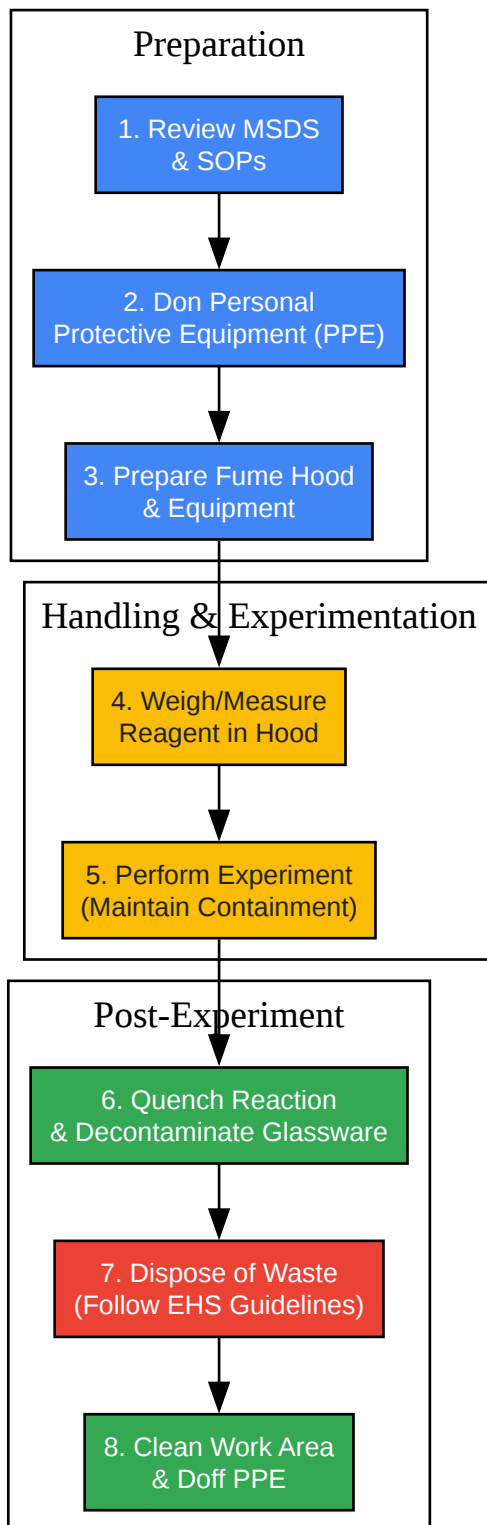 Preparation
1. Review MSDS
& SOPs
2. Don Personal
Protective Equipment (PPE)
3. Prepare Fume Hood
& Equipment
Handling & Experimentation
4. Weigh/Measure
Reagent in Hood
5. Perform Experiment
(Maintain Containment)
Post-Experiment
6. Quench Reaction
& Decontaminate Glassware
7. Dispose of Waste
(Follow EHS Guidelines)
8. Clean Work Area
& Doff PPE